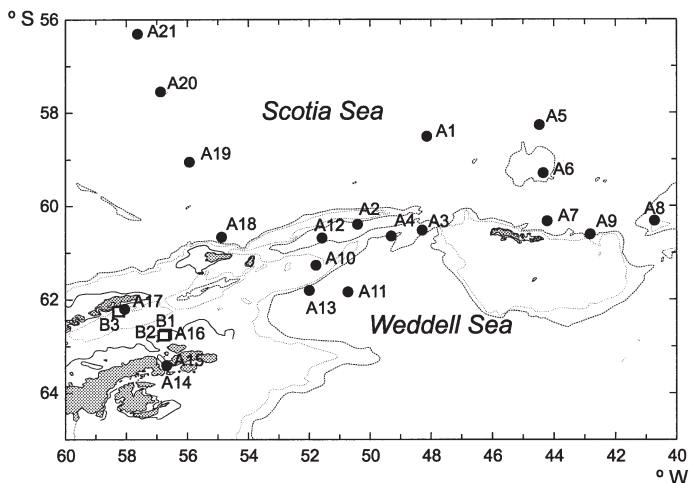 ° S 56
A21
A20
58
Scotia Sea
A1
A5
A19
A6
60
A18
A12
A2
A4
A3
A7
A9
A8
A10
62
A17
B3
A13
A11
B1
B2
A16
Weddell Sea
A15
A14
64
60 58 56 54 52 50 48 46 44 42 40
° W